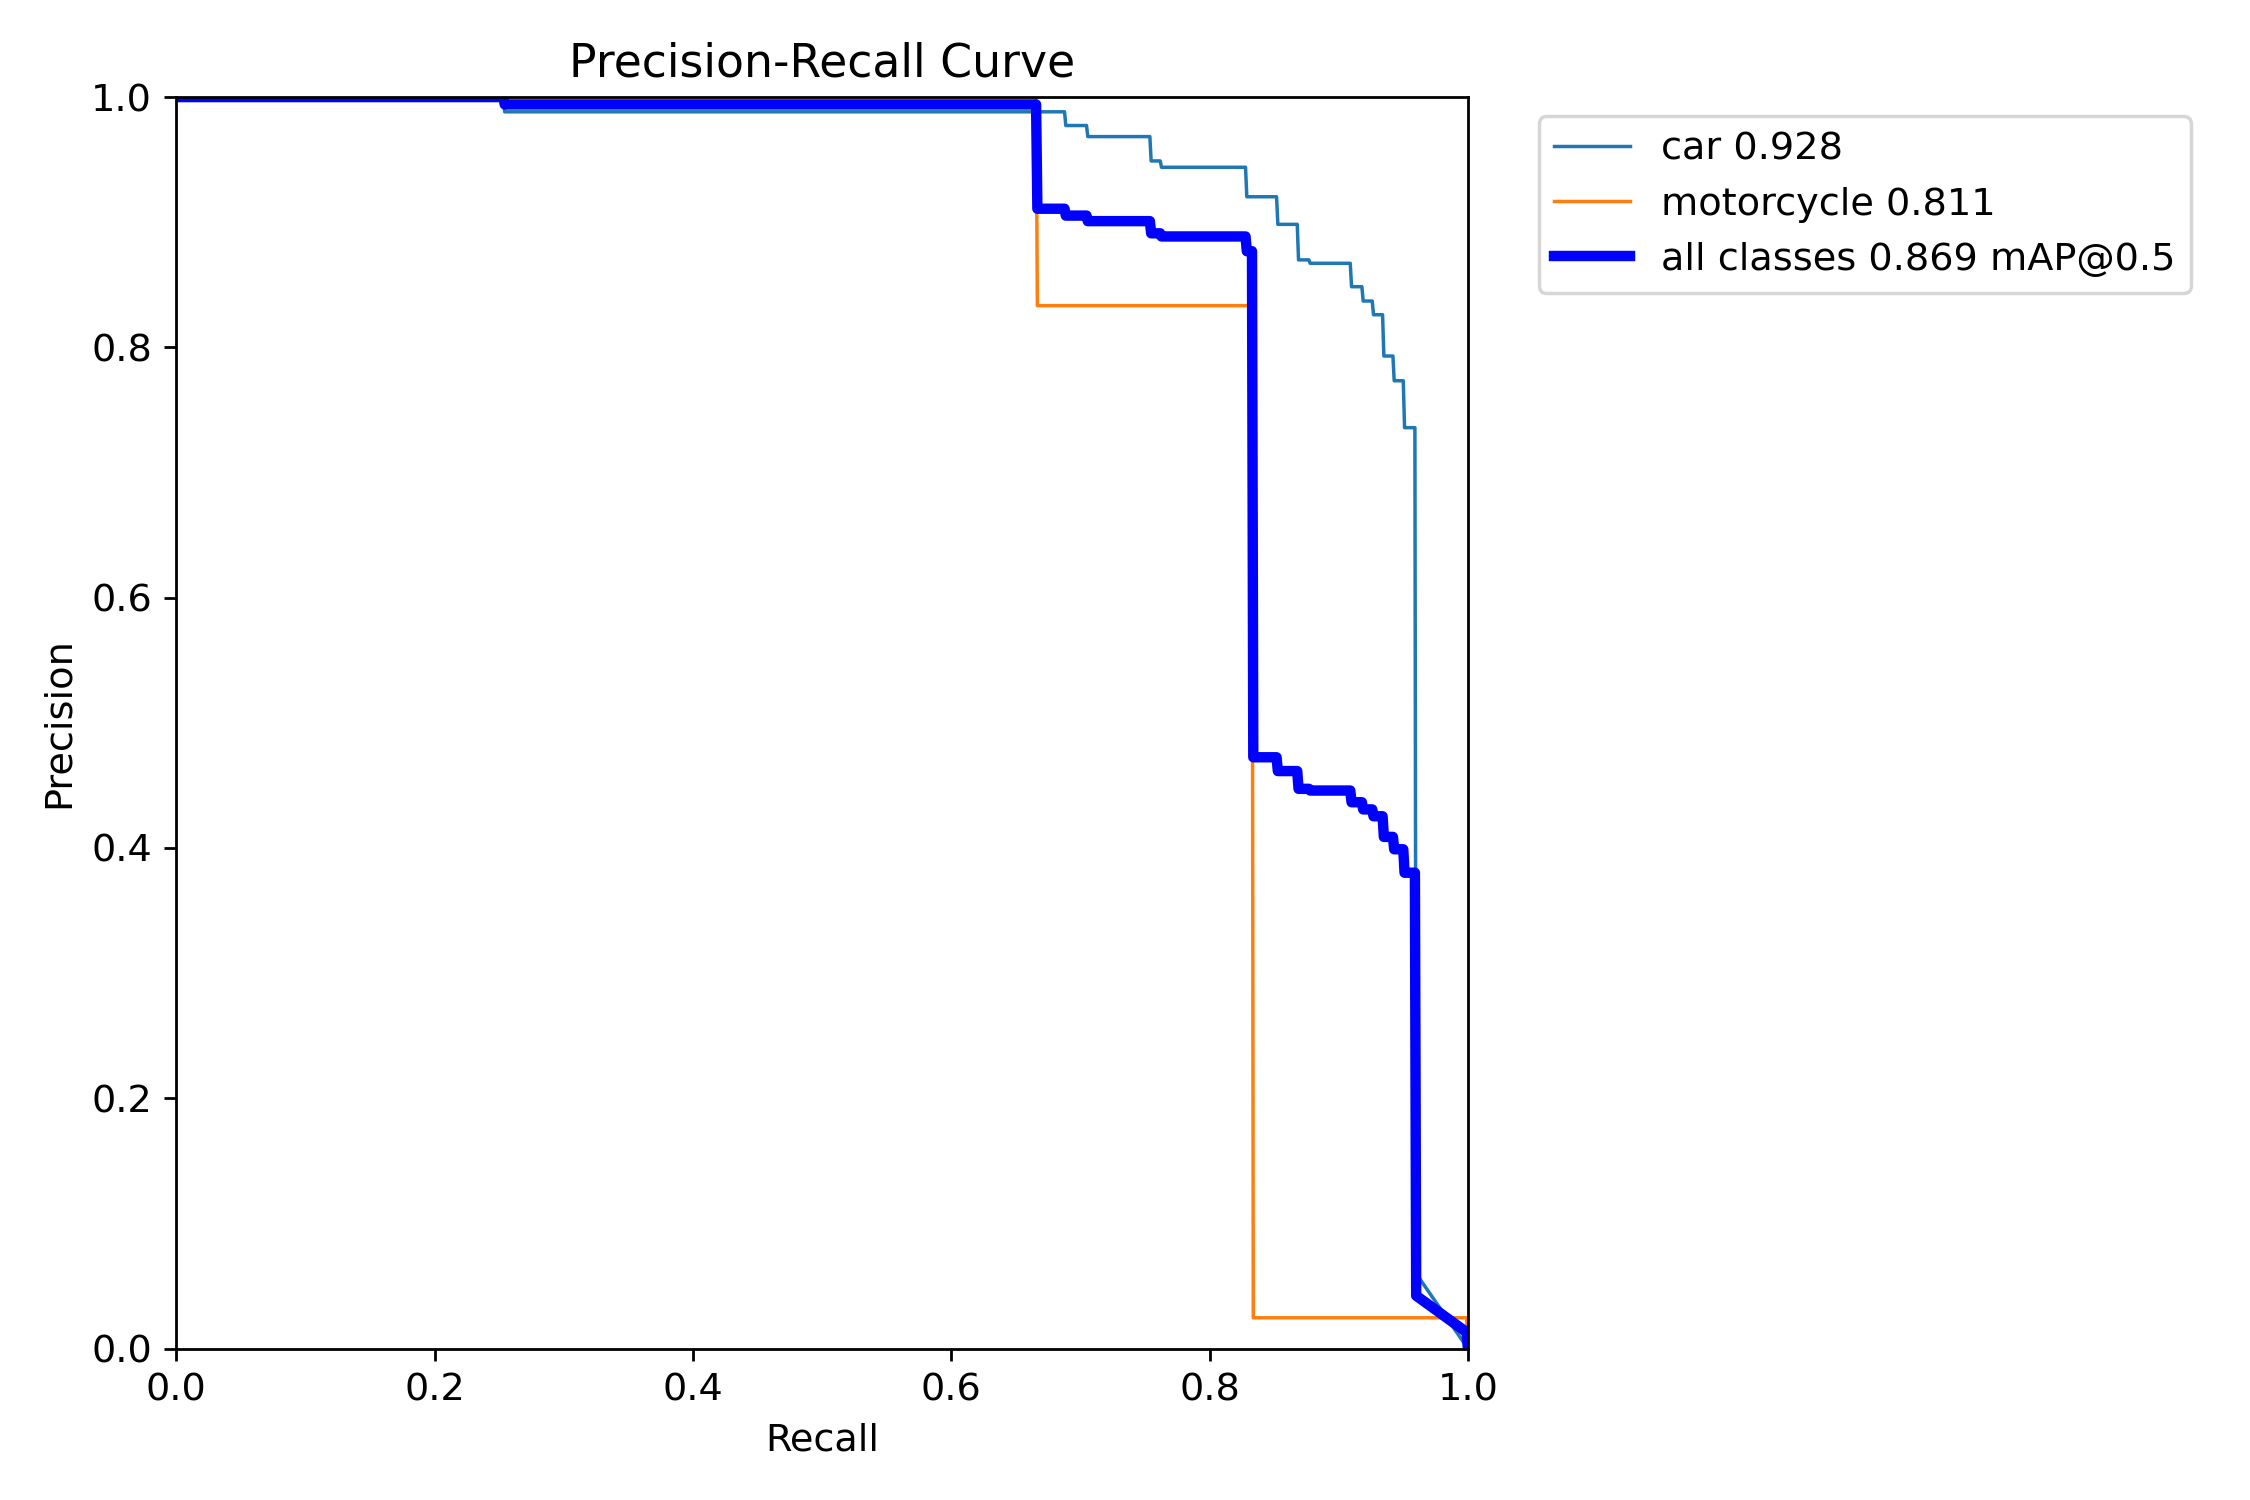 Precision-Recall Curve
1.0
0.8
0.6
0.4
0.2
0.0
Precision
0.0 0.2 0.4 0.6 0.8 1.0
Recall
car 0.928
motorcycle 0.811
all classes 0.869 mAP@0.5